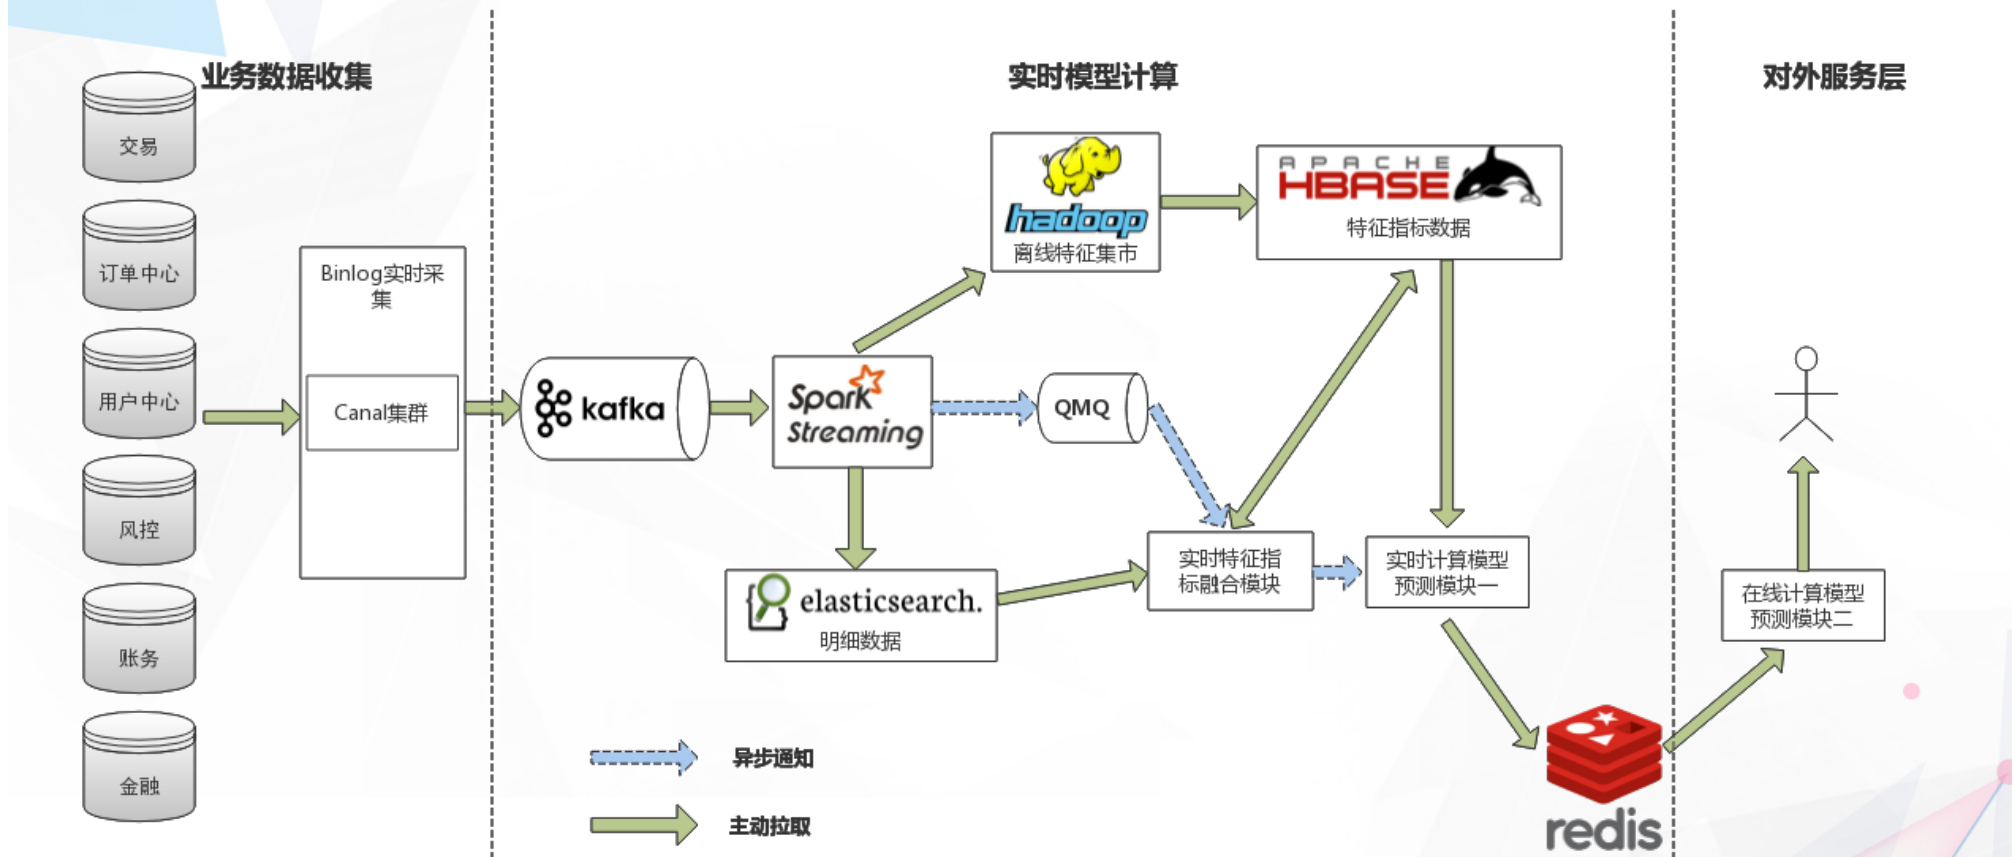 业务数据收集
实时模型计算
对外服务层
交易
订单中心
用户中心
风控
账务
金融
Binlog实时采
集
Canal集群
kafka
Spark
Streaming
hadoop
离线特征集市
APACHE
HBASE
特征指标数据
QMQ
elasticsearch.
明细数据
实时特征指
标融合模块
实时计算模型
预测模块一
在线计算模型
预测模块二
redis
异步通知
主动拉取